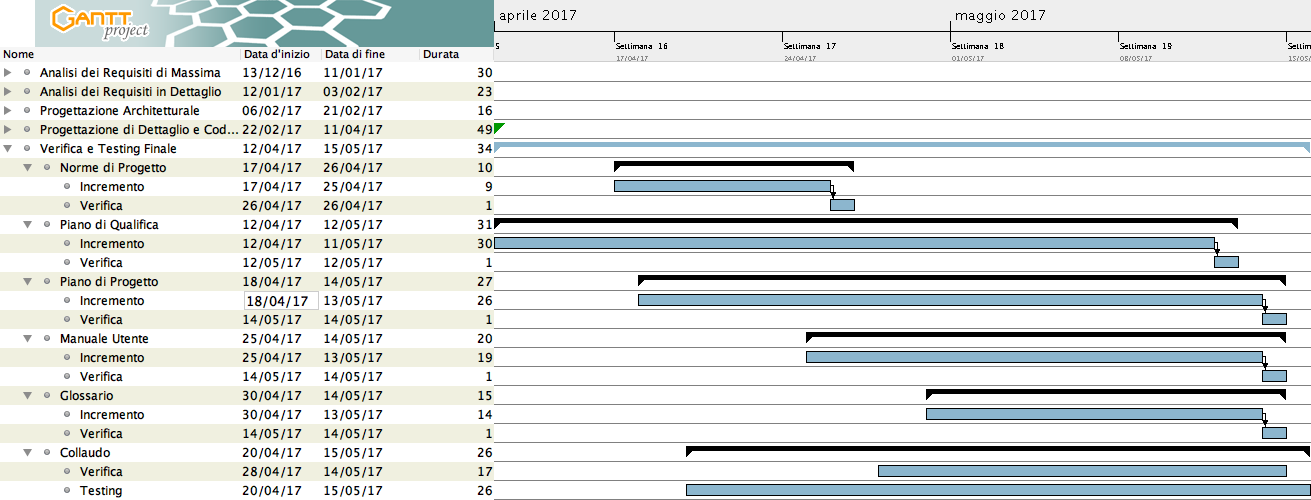 GANTT
project
aprile 2017 maggio 2017
S Settimana 16 Settimana 17 Settimana 18 Settimana 19 Settim
17/04/17 24/04/17 01/05/17 08/05/17 15/05/
Nome Data d'inizio Data di fine Durata
Analisi dei Requisiti di Massima 13/12/16 11/01/17 30
Analisi dei Requisiti in Dettaglio 12/01/17 03/02/17 23
Progettazione Architetturale 06/02/17 21/02/17 16
Progettazione di Dettaglio e Cod... 22/02/17 11/04/17 49
Verifica e Testing Finale 12/04/17 15/05/17 34
Norme di Progetto 17/04/17 26/04/17 10
Incremento 17/04/17 25/04/17 9
Verifica 26/04/17 26/04/17 1
Piano di Qualifica 12/04/17 12/05/17 31
Incremento 12/04/17 11/05/17 30
Verifica 12/05/17 12/05/17 1
Piano di Progetto 18/04/17 14/05/17 27
Incremento 18/04/17 13/05/17 26
Verifica 14/05/17 14/05/17 1
Manuale Utente 25/04/17 14/05/17 20
Incremento 25/04/17 13/05/17 19
Verifica 14/05/17 14/05/17 1
Glossario 30/04/17 14/05/17 15
Incremento 30/04/17 13/05/17 14
Verifica 14/05/17 14/05/17 1
Collaudo 20/04/17 15/05/17 26
Verifica 28/04/17 14/05/17 17
Testing 20/04/17 15/05/17 26